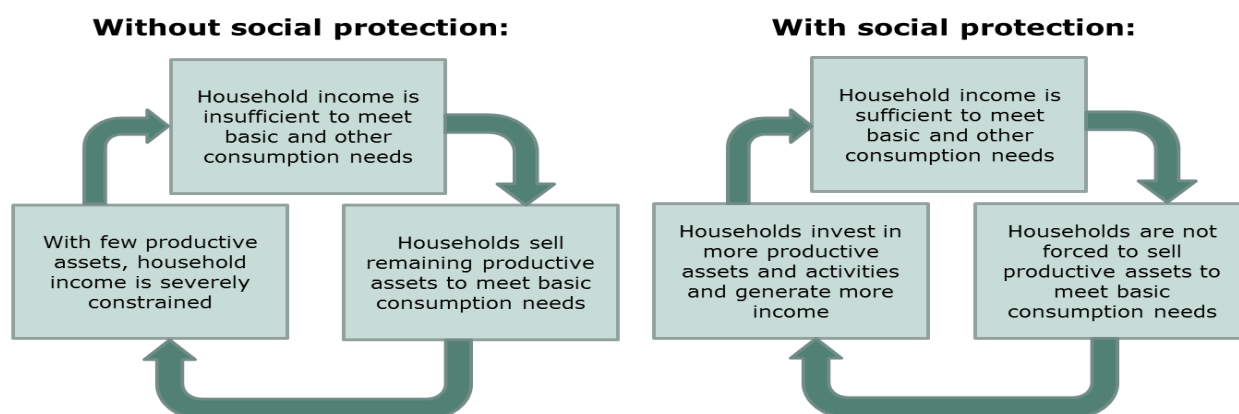 Without social protection:
Household income is
insufficient to meet
basic and other
consumption needs
Households sell
remaining productive
assets to meet basic
consumption needs
With few productive
assets, household
income is severely
constrained
With social protection:
Household income is
sufficient to meet
basic and other
consumption needs
Households are not
forced to sell
productive assets to
meet basic
consumption needs
Households invest in
more productive
assets and activities
and generate more
income